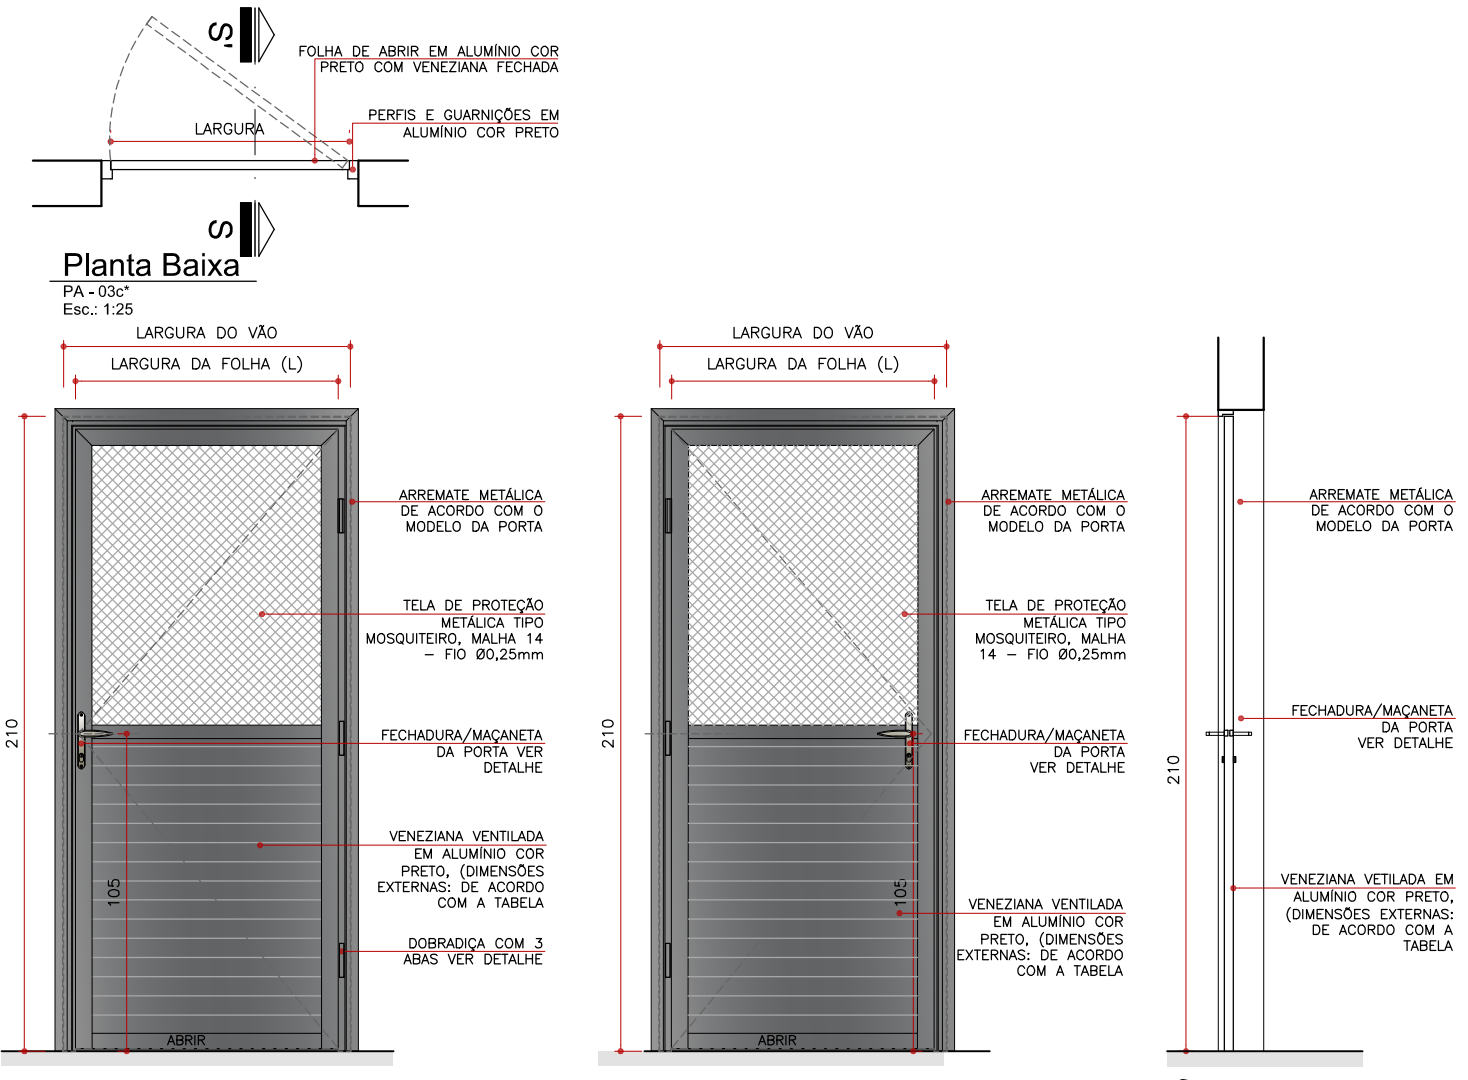 S'
FOLHA DE ABRIR EM ALUMÍNIO COR
PRETO COM VENEZIANA FECHADA
PERFIS E GUARNIÇÕES EM
ALUMÍNIO COR PRETO
LARGURA
S
Planta Baixa
PA - 03c*
Esc.: 1:25
LARGURA DO VÃO
LARGURA DA FOLHA (L)
210
105
ARREMATE METÁLICA
DE ACORDO COM O
MODELO DA PORTA
TELA DE PROTEÇÃO
METÁLICA TIPO
MOSQUITEIRO, MALHA 14
– FIO Ø0,25mm
FECHADURA/MAÇANETA
DA PORTA VER
DETALHE
VENEZIANA VENTILADA
EM ALUMÍNIO COR
PRETO, (DIMENSÕES
EXTERNAS: DE ACORDO
COM A TABELA
DOBRADIÇA COM 3
ABAS VER DETALHE
ABRIR
LARGURA DO VÃO
LARGURA DA FOLHA (L)
210
105
ARREMATE METÁLICA
DE ACORDO COM O
MODELO DA PORTA
TELA DE PROTEÇÃO
METÁLICA TIPO
MOSQUITEIRO, MALHA
14 – FIO Ø0,25mm
FECHADURA/MAÇANETA
DA PORTA
VER DETALHE
VENEZIANA VENTILADA
EM ALUMÍNIO COR
PRETO, (DIMENSÕES
EXTERNAS: DE ACORDO
COM A TABELA
ABRIR
210
ARREMATE METÁLICA
DE ACORDO COM O
MODELO DA PORTA
FECHADURA/MAÇANETA
DA PORTA
VER DETALHE
VENEZIANA VETILADA EM
ALUMÍNIO COR PRETO,
(DIMENSÕES EXTERNAS:
DE ACORDO COM A
TABELA